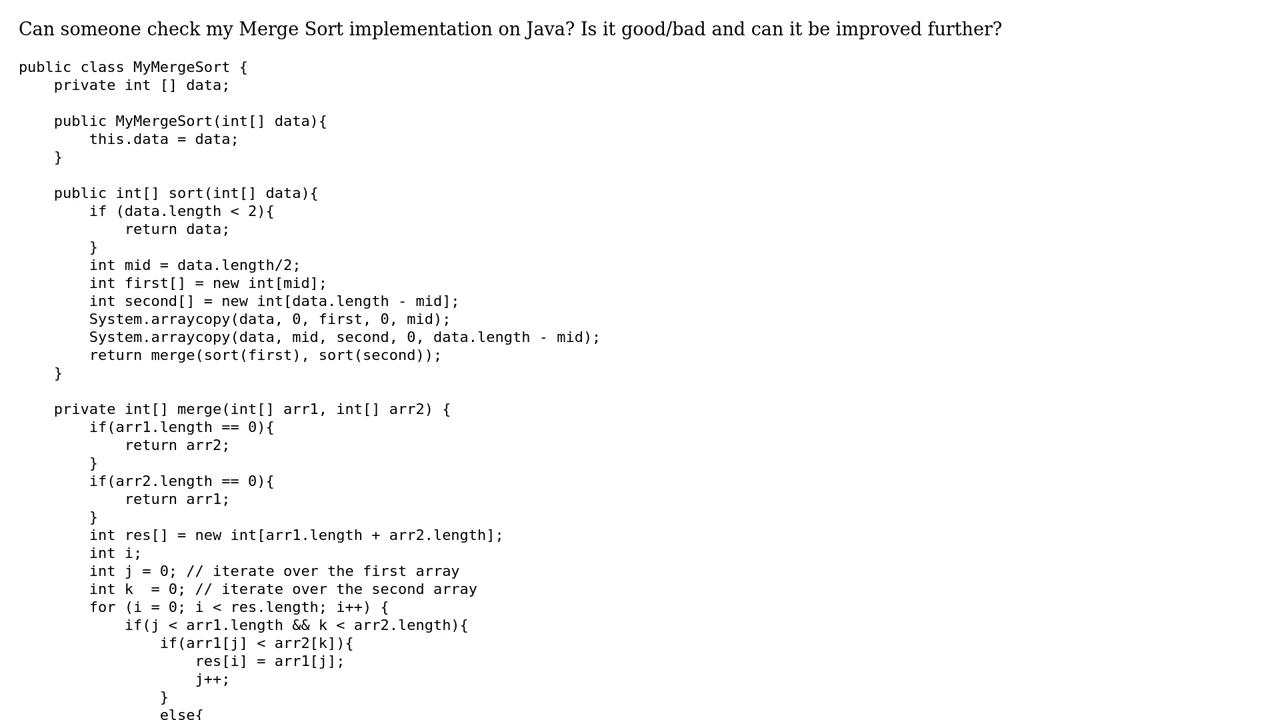 Can someone check my Merge Sort implementation on Java? Is it good/bad and can it be improved further?
public class MyMergeSort {
    private int [] data;

    public MyMergeSort(int[] data){
        this.data = data;
    }

    public int[] sort(int[] data){
        if (data.length < 2){
            return data;
        }
        int mid = data.length/2;
        int first[] = new int[mid];
        int second[] = new int[data.length - mid];
        System.arraycopy(data, 0, first, 0, mid);
        System.arraycopy(data, mid, second, 0, data.length - mid);
        return merge(sort(first), sort(second));
    }

    private int[] merge(int[] arr1, int[] arr2) {
        if(arr1.length == 0){
            return arr2;
        }
        if(arr2.length == 0){
            return arr1;
        }
        int res[] = new int[arr1.length + arr2.length];
        int i;
        int j = 0; // iterate over the first array
        int k  = 0; // iterate over the second array
        for (i = 0; i < res.length; i++) {
            if(j < arr1.length && k < arr2.length){
                if(arr1[j] < arr2[k]){
                    res[i] = arr1[j];
                    j++;
                }
                else{